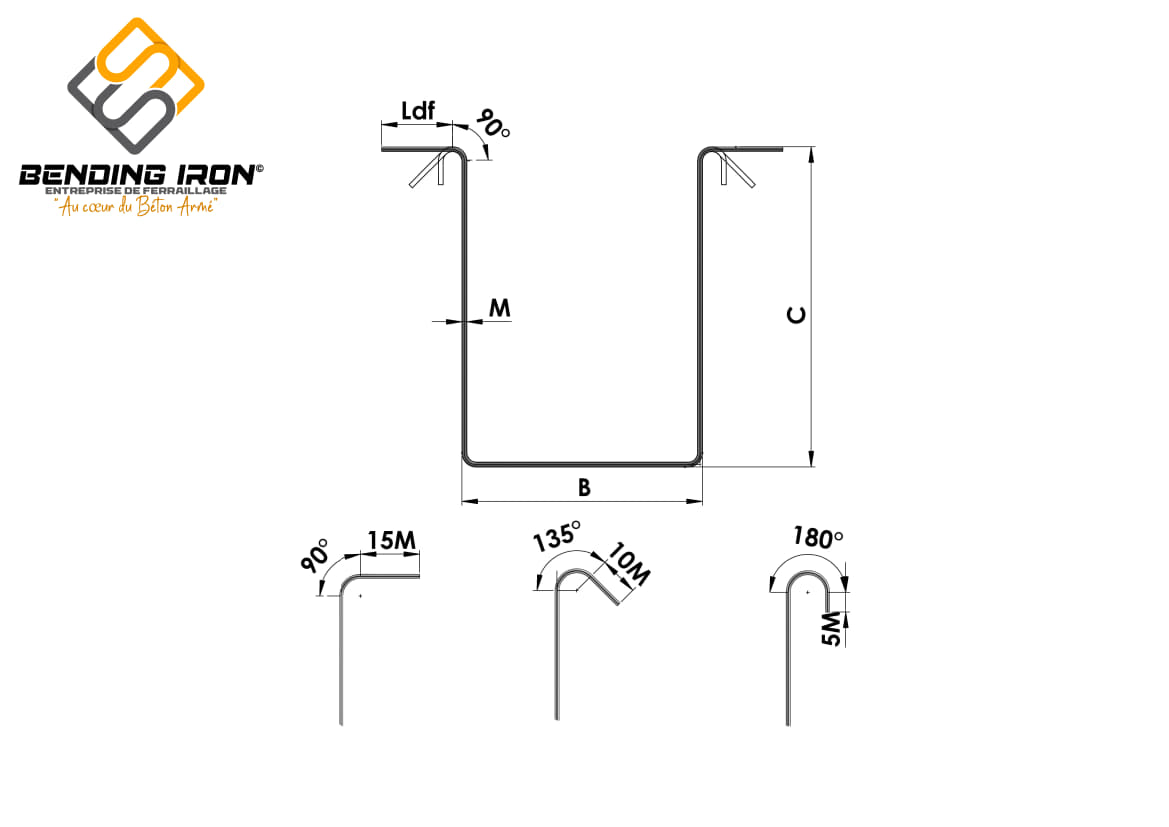 BENDING IRON©
ENTREPRISE DE FERRAILLAGE
"Au cœur du Béton Armé"
Ldf
90°
M
C
B
90°
15M
135°
10M
180°
5M